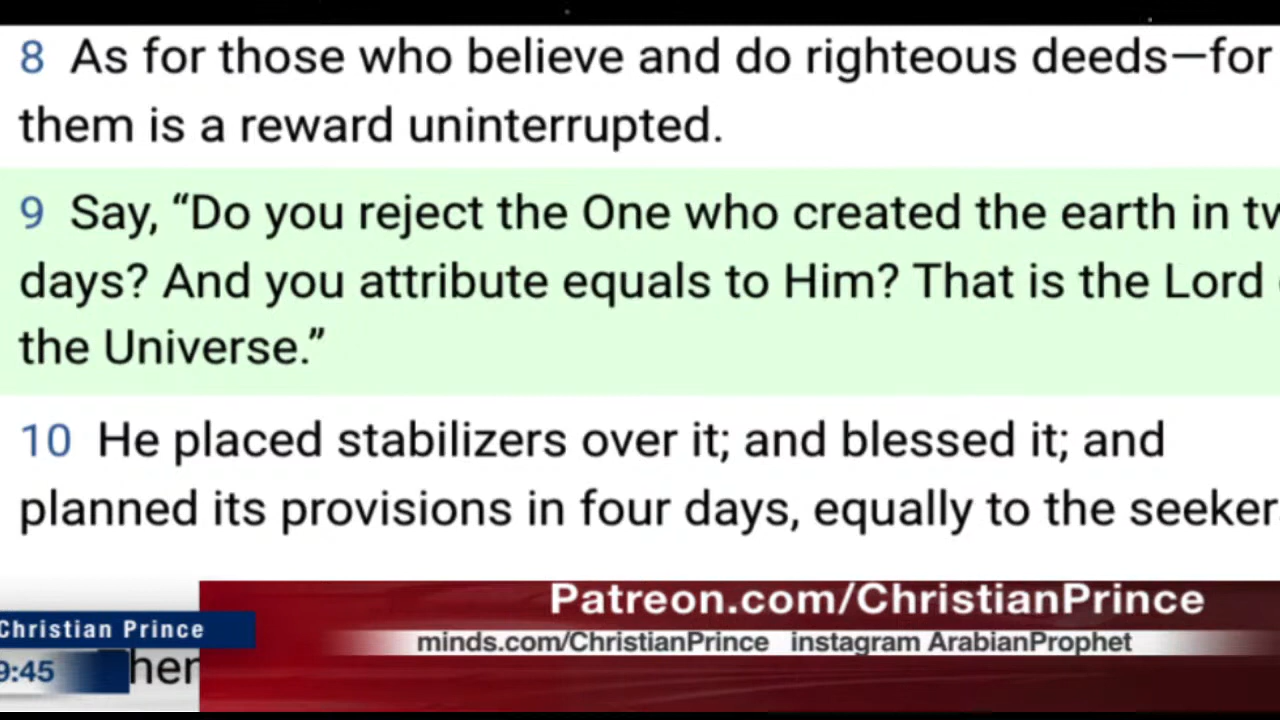 8 As for those who believe and do righteous deeds—for
them is a reward uninterrupted.
9 Say, “Do you reject the One who created the earth in
days? And you attribute equals to Him? That is the Lord
the Universe.”
10 He placed stabilizers over it; and blessed it; and
planned its provisions in four days, equally to the seeker
Patreon.com/ChristianPrince
Christian Prince
minds.com/ChristianPrince instagram ArabianProphet
9:45